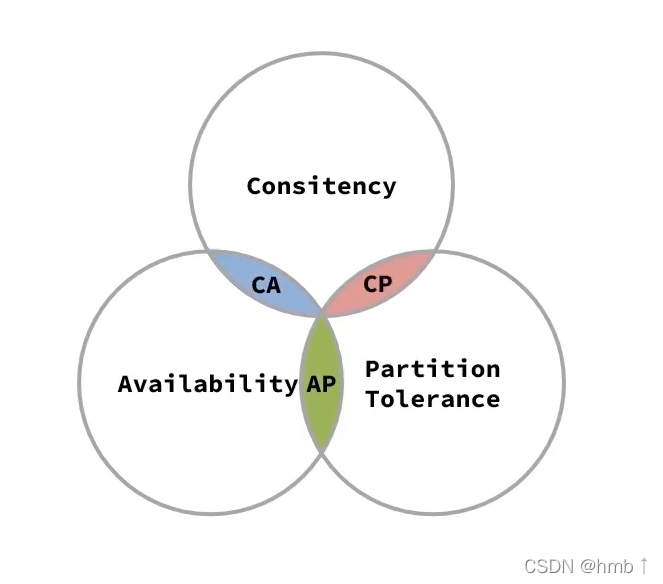 Consitency
CA
CP
Availability
AP
Partition
Tolerance
CSDN @hmb↑